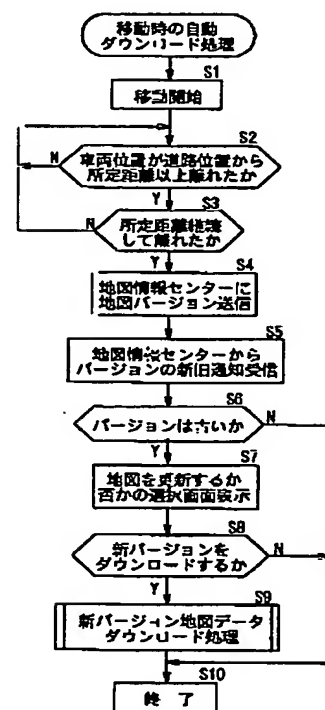 移動時の自動
ダウンロード処理
S1
移動開始
S2
車両位置が道路位置から
所定距離以上離れたか
N
Y
S3
所定距離継続
して離れたか
N
Y
S4
地図情報センターに
地図バージョン送信
S5
地図情報センターから
バージョンの新旧通知受信
S6
バージョンは古いか
N
Y
S7
地図を更新するか
否かの選択画面表示
S8
新バージョンを
ダウンロードするか
N
Y
S9
新バージョン地図データ
ダウンロード処理
S10
終了